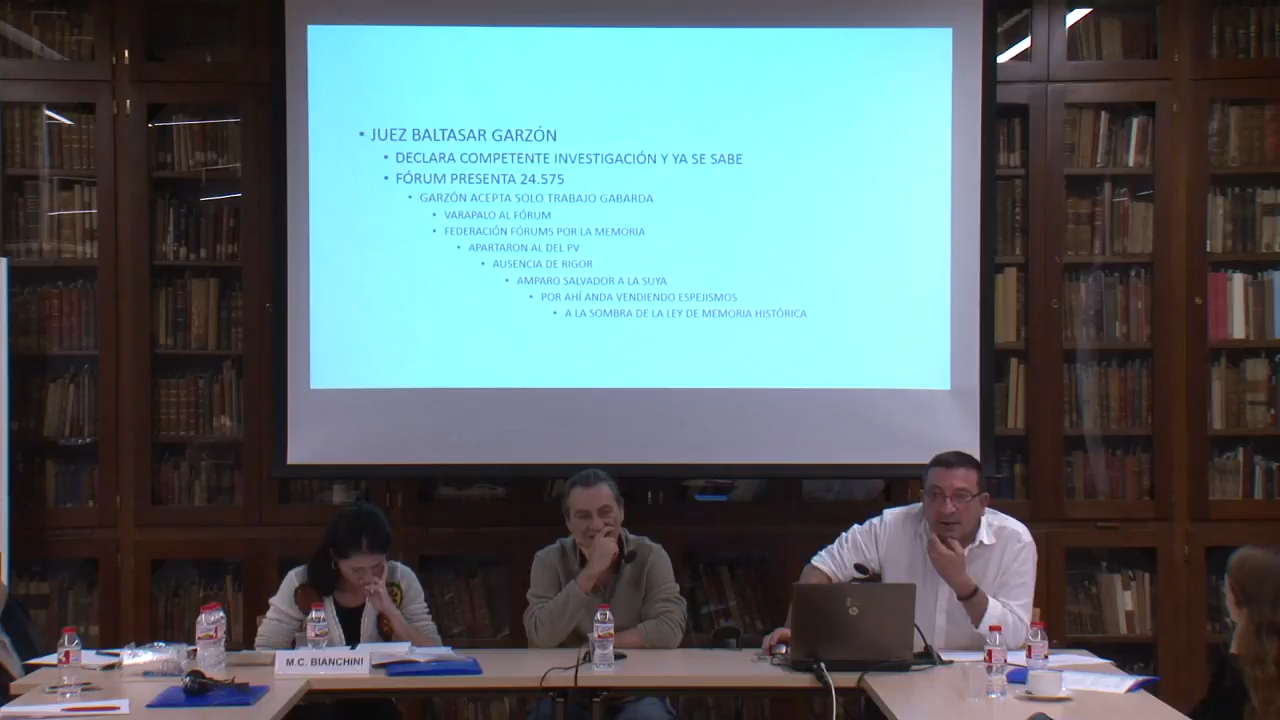 ▪ JUEZ BALTASAR GARZÓN
• DECLARA COMPETENTE INVESTIGACIÓN Y YA SE SABE
• FÓRUM PRESENTA 24.575
• GARZÓN ACEPTA SOLO TRABAJO GABARDA
• VARAPALO AL FÓRUM
• FEDERACIÓN FÓRUMS POR LA MEMORIA
• APARTARON AL DEL PV
• AUSENCIA DE RIGOR
• AMPARO SALVADOR A LA SUYA
• POR AHÍ ANDA VENDIENDO ESPEJISMOS
• A LA SOMBRA DE LA LEY DE MEMORIA HISTÓRICA
M.C. BIANCHINI